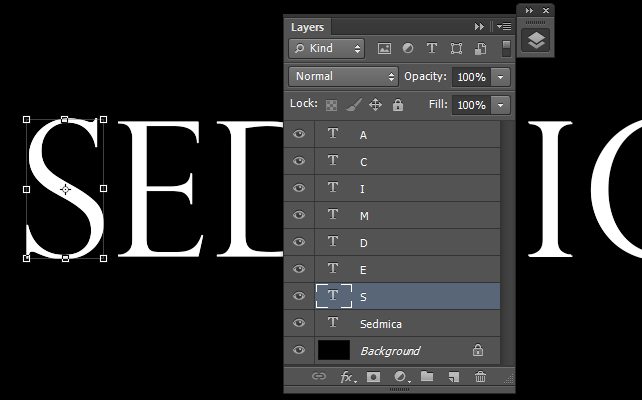 Layers
Kind
T
Normal Opacity: 100%
Lock: Fill: 100%
T A
T C
T I
T M
T D
T E
T S
T Sedmica
Background
fx
SED IC